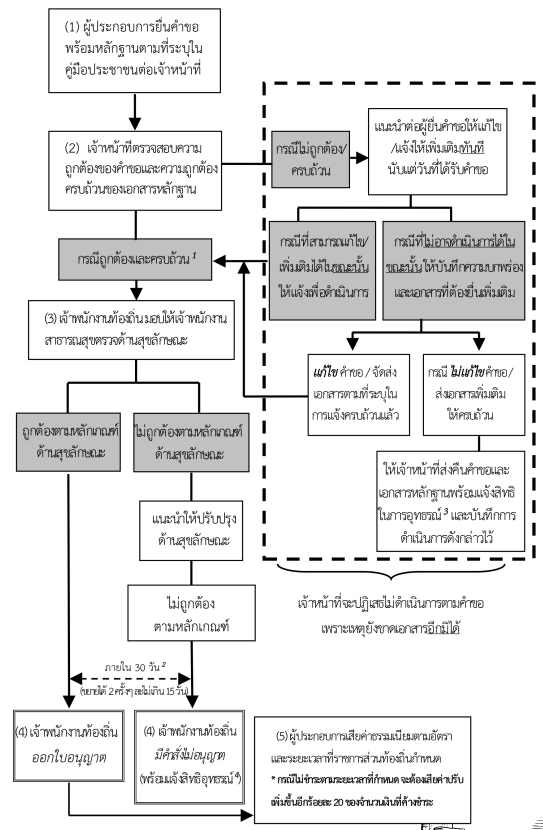 (1) ผู้ประกอบการยื่นคำขอ
พร้อมหลักฐานตามที่ระบุใน
คู่มือประชาชนต่อเจ้าหน้าที่
(2) เจ้าหน้าที่ตรวจสอบความ
ถูกต้องของคำขอและความถูกต้อง
ครบถ้วนของเอกสารหลักฐาน
กรณีไม่ถูกต้อง/
ครบถ้วน
แนะนำต่อผู้ยื่นคำขอให้แก้ไข
/แจ้งให้เพิ่มเติมทันที
นับแต่วันที่ได้รับคำขอ
กรณีถูกต้องและครบถ้วน 1
กรณีที่สามารถแก้ไข/
เพิ่มเติมได้ในขณะนั้น
ให้แจ้งเพื่อดำเนินการ
กรณีที่ไม่อาจดำเนินการได้ใน
ขณะนั้น ให้บันทึกความบกพร่อง
และเอกสารที่ต้องยื่นเพิ่มเติม
(3) เจ้าพนักงานท้องถิ่น มอบให้เจ้าพนักงาน
สาธารณสุขตรวจด้านสุขลักษณะ
แก้ไข คำขอ / จัดส่ง
เอกสารตามที่ระบุใน
การแจ้งครบถ้วนแล้ว
กรณี ไม่แก้ไข คำขอ/
ส่งเอกสารเพิ่มเติม
ให้ครบถ้วน
ถูกต้องตามหลักเกณฑ์
ด้านสุขลักษณะ
ไม่ถูกต้องตามหลักเกณฑ์
ด้านสุขลักษณะ
ให้เจ้าหน้าที่ส่งคืนคำขอและ
เอกสารหลักฐานพร้อมแจ้งสิทธิ
ในการอุทธรณ์ 3 และบันทึกการ
ดำเนินการดังกล่าวไว้
แนะนำให้ปรับปรุง
ด้านสุขลักษณะ
ไม่ถูกต้อง
ตามหลักเกณฑ์
เจ้าหน้าที่จะปฏิเสธไม่ดำเนินการตามคำขอ
เพราะเหตุยังขาดเอกสารอีกมิได้
ภายใน 30 วัน 2
(ขยายได้ 2 ครั้งๆ ละไม่เกิน 15 วัน)
(4) เจ้าพนักงานท้องถิ่น
ออกใบอนุญาต
(4) เจ้าพนักงานท้องถิ่น
มีคำสั่งไม่อนุญาต
(พร้อมแจ้งสิทธิอุทธรณ์ 4)
(5) ผู้ประกอบการเสียค่าธรรมเนียมตามอัตรา
และระยะเวลาที่ราชการส่วนท้องถิ่นกำหนด
* กรณีไม่ชำระตามระยะเวลาที่กำหนด จะต้องเสียค่าปรับ
เพิ่มขึ้นอีกร้อยละ 20 ของจำนวนเงินที่ค้างชำระ